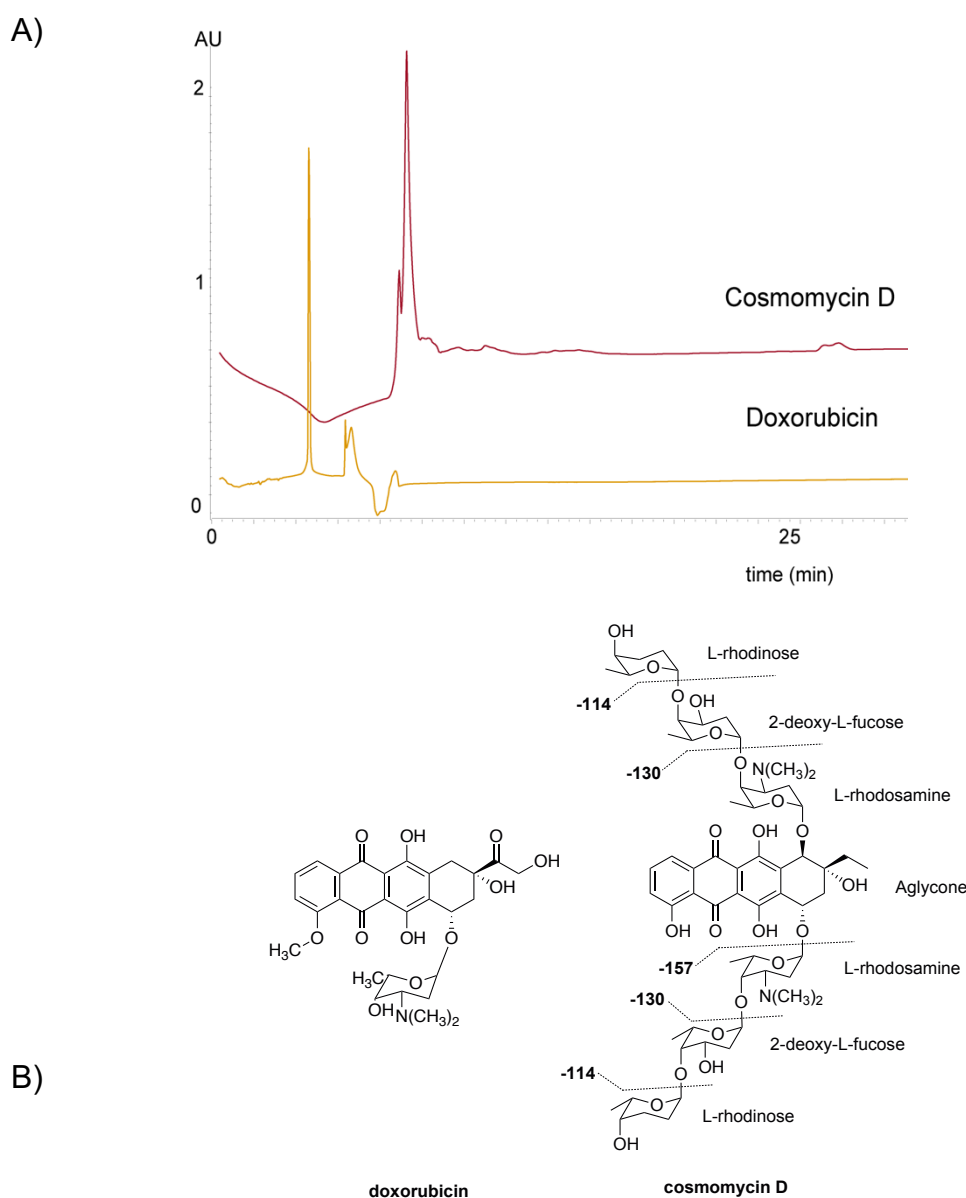 A)
AU
2
1
0
Cosmomycin D
Doxorubicin
0
25
time (min)
OH
L-rhodinose
O
-114
O
OH
2-deoxy-L-fucose
O
-130
O
N(CH₃)₂
L-rhodosamine
O
O
O
OH
O
OH
O
OH
OH
Aglycone
OH
O
OH
O
OH
O
OH
O
H₃C
O
O
OH
O
-157
O
L-rhodosamine
H₃C
O
OH
N(CH₃)₂
-130
O
N(CH₃)₂
O
2-deoxy-L-fucose
B)
-114
O
OH
O
L-rhodinose
OH
doxorubicin
cosmomycin D